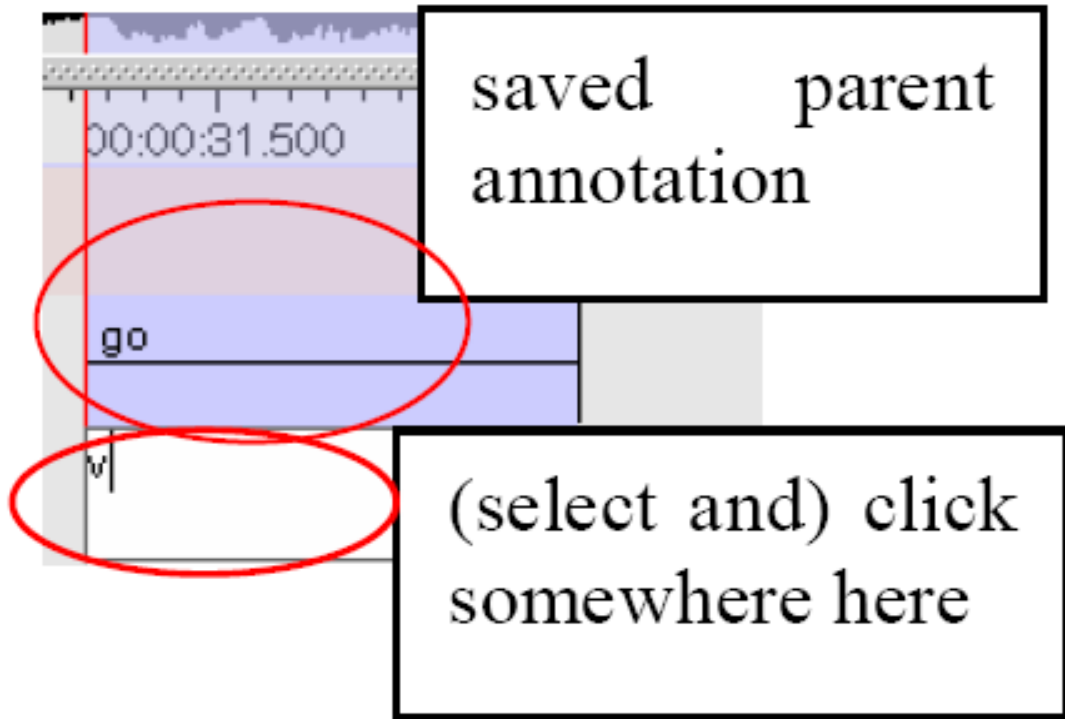 saved parent
annotation
00:00:31.500
go
v
(select and) click
somewhere here